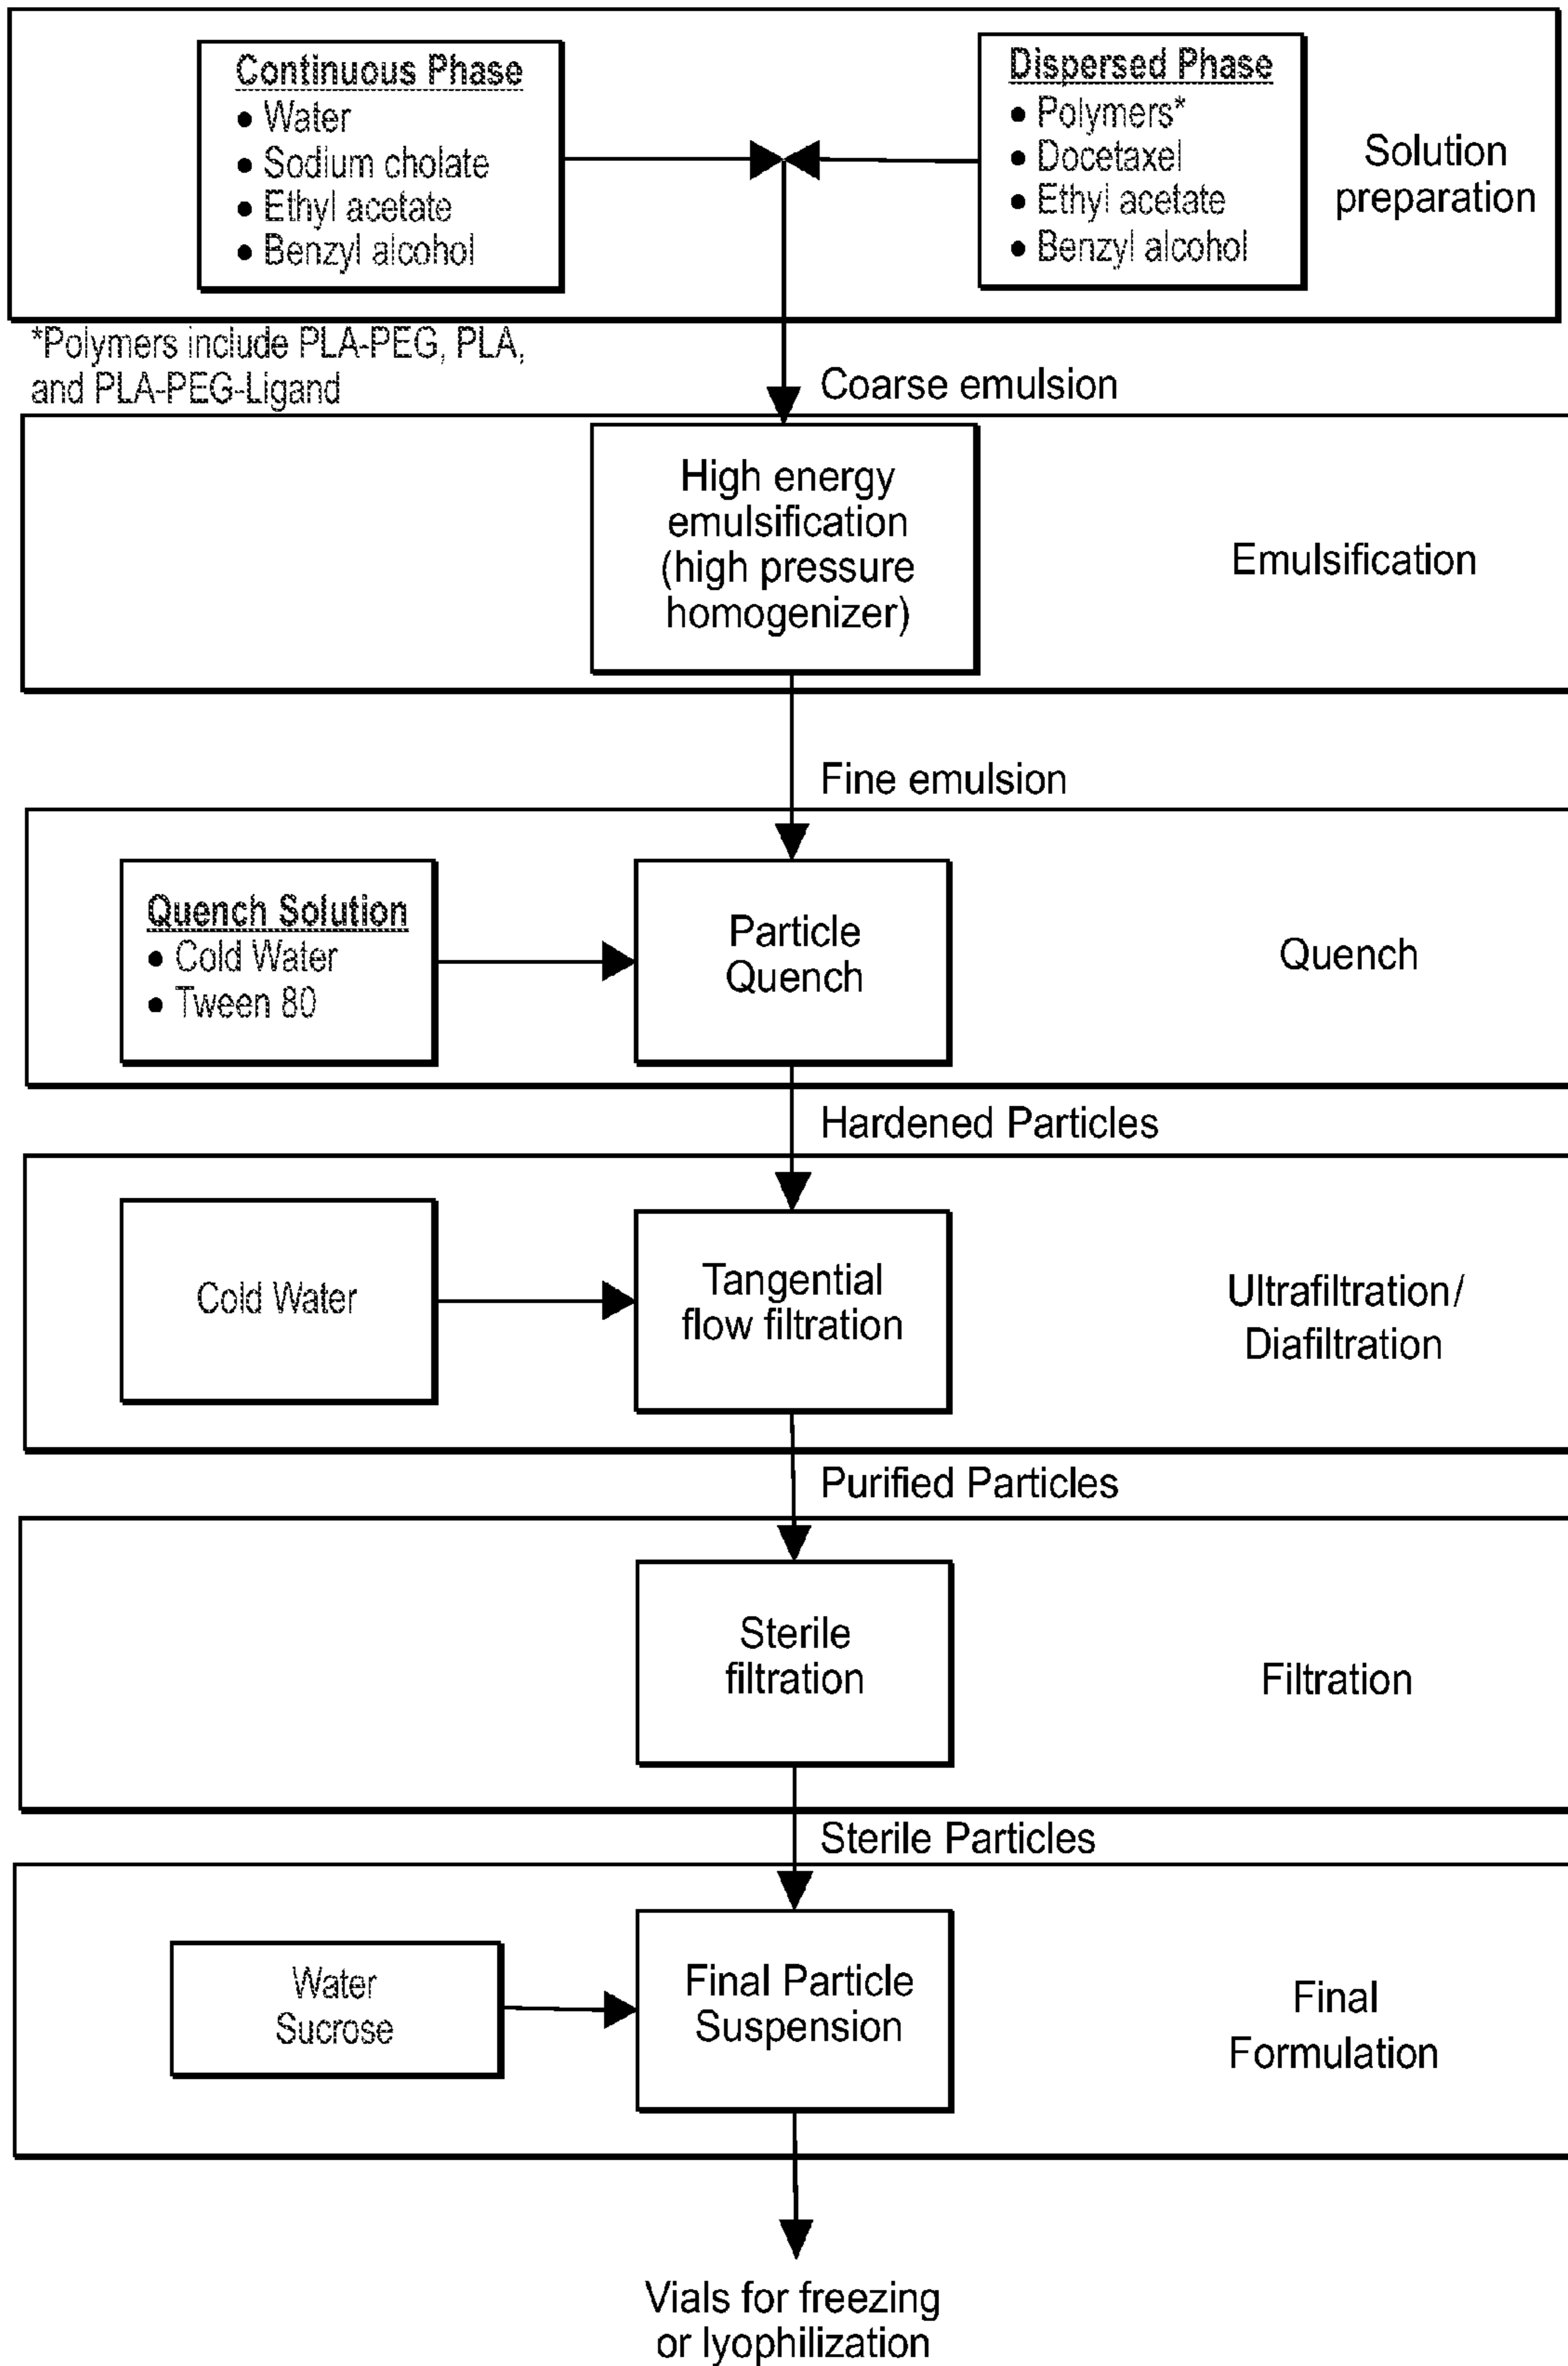 Continuous Phase
• Water
• Sodium cholate
• Ethyl acetate
• Benzyl alcohol
Dispersed Phase
• Polymers*
• Docetaxel
• Ethyl acetate
• Benzyl alcohol
Solution
preparation
*Polymers include PLA-PEG, PLA,
and PLA-PEG-Ligand
Coarse emulsion
High energy
emulsification
(high pressure
homogenizer)
Emulsification
Fine emulsion
Quench Solution
• Cold Water
• Tween 80
Particle
Quench
Quench
Hardened Particles
Cold Water
Tangential
flow filtration
Ultrafiltration/
Diafiltration
Purified Particles
Sterile
filtration
Filtration
Sterile Particles
Water
Sucrose
Final Particle
Suspension
Final
Formulation
Vials for freezing
or lyophilization